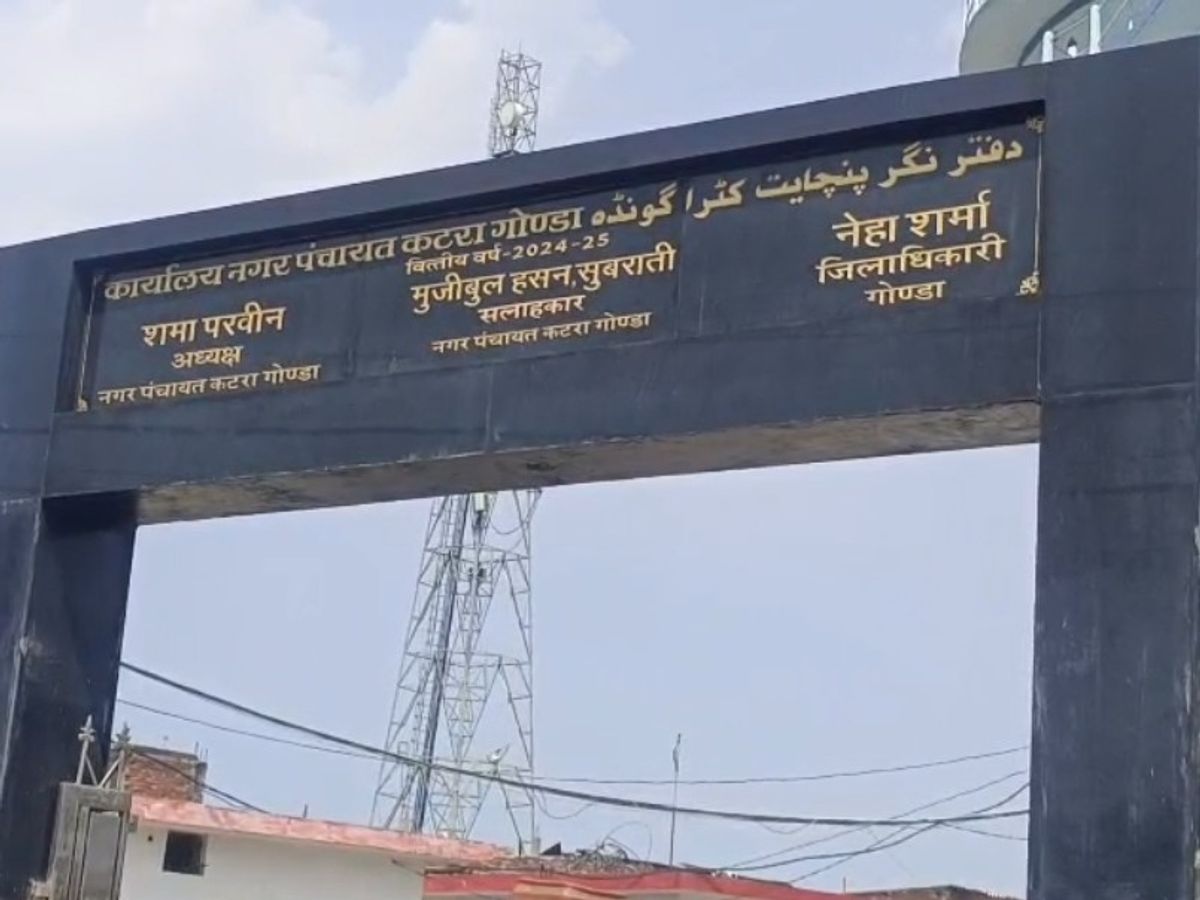 कार्यालय नगर पंचायत कटरा गोण्डा دفتر نگر پنچایت کٹرا گونڈہ
वित्तीय वर्ष-2024-25
शमा परवीन
अध्यक्ष
नगर पंचायत कटरा गोण्डा
मुजीबुल हसन,सुबराती
सलाहकार
नगर पंचायत कटरा गोण्डा
नेहा शर्मा
जिलाधिकारी
गोण्डा